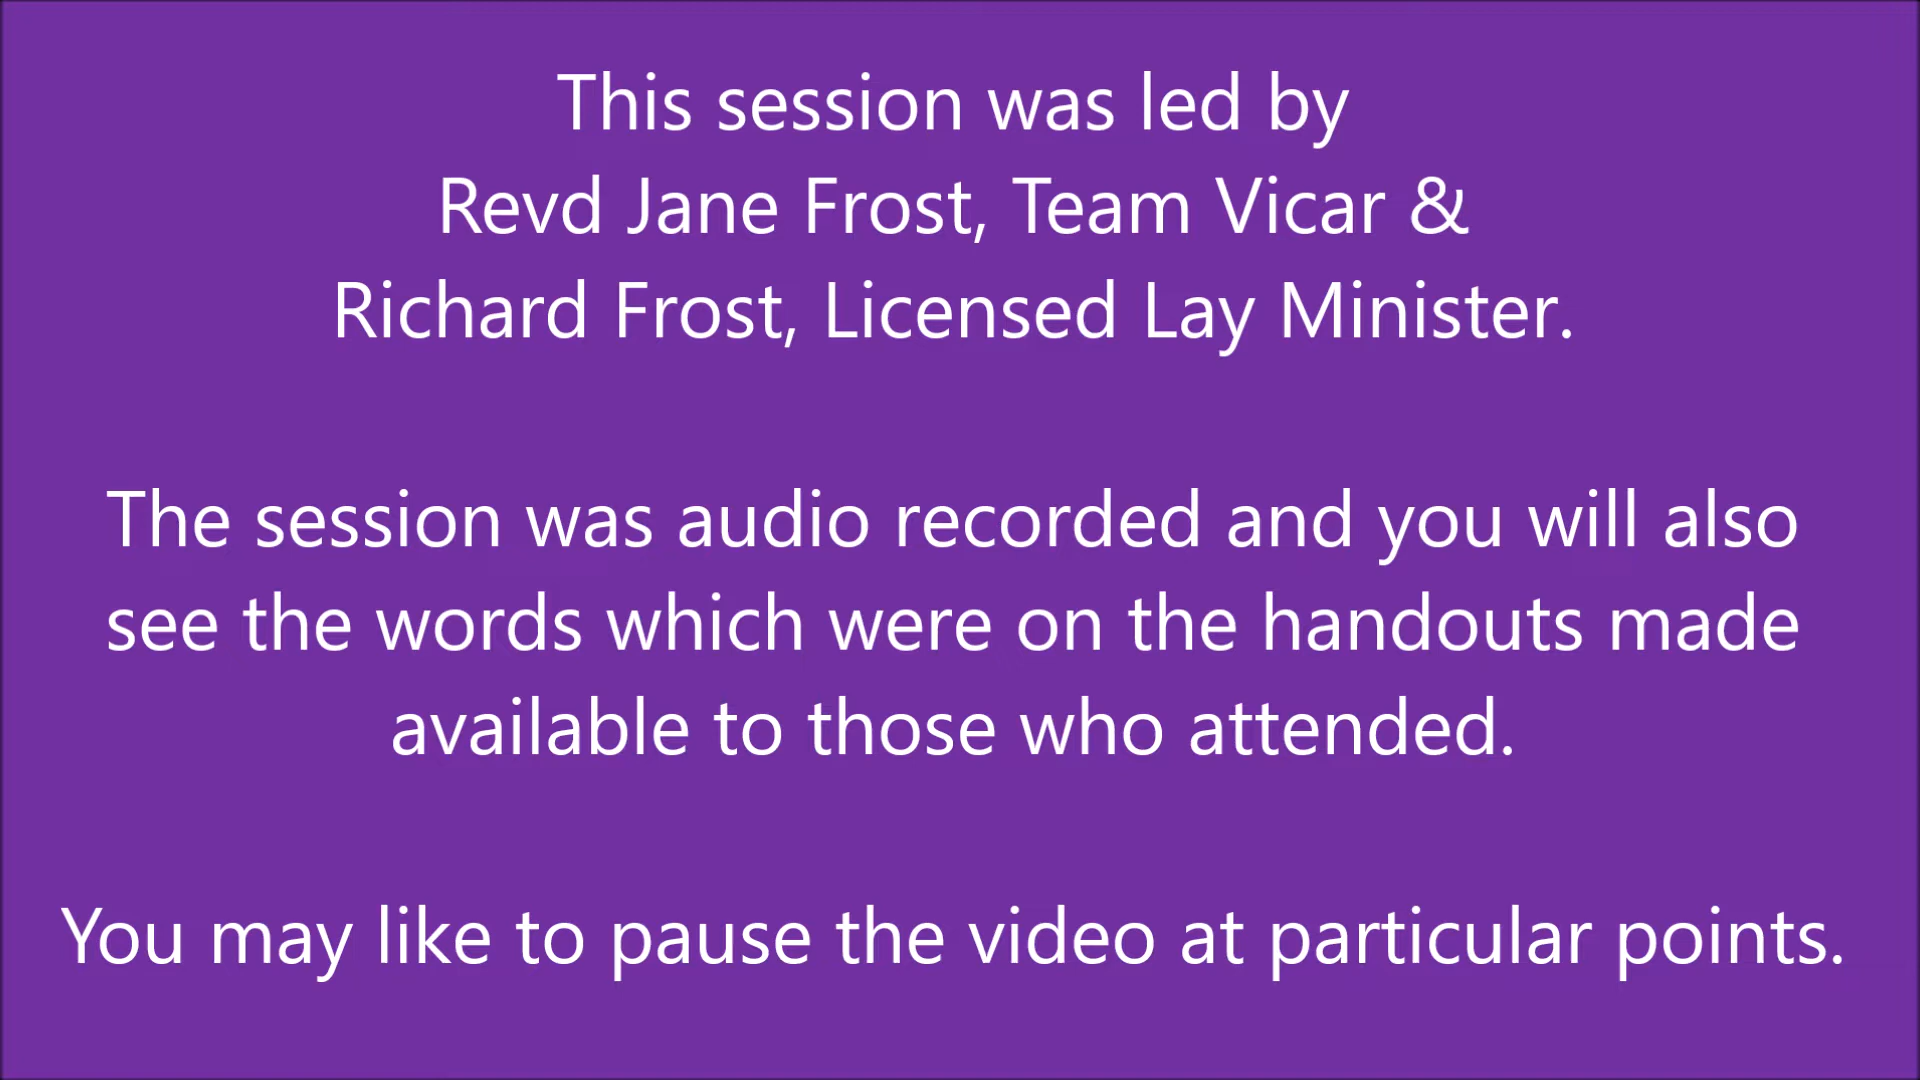 This session was led by
Revd Jane Frost, Team Vicar &
Richard Frost, Licensed Lay Minister.
The session was audio recorded and you will also
see the words which were on the handouts made
available to those who attended.
You may like to pause the video at particular points.